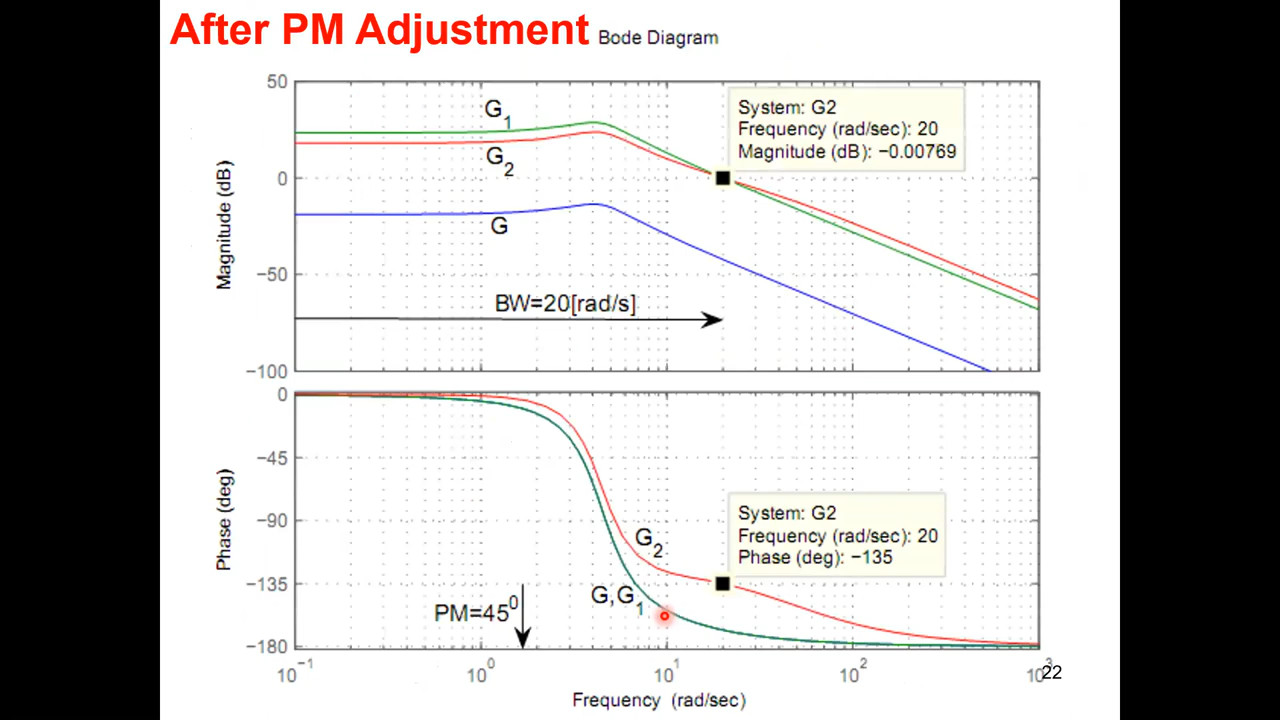 After PM Adjustment
Bode Diagram
50
0
−50
−100
Magnitude (dB)
G1
G2
G
System: G2
Frequency (rad/sec): 20
Magnitude (dB): −0.00769
BW=20[rad/s]
0
−45
−90
−135
−180
Phase (deg)
G2
G,G1
PM=45⁰
System: G2
Frequency (rad/sec): 20
Phase (deg): −135
10⁻¹
10⁰
10¹
10²
10³
22
Frequency (rad/sec)